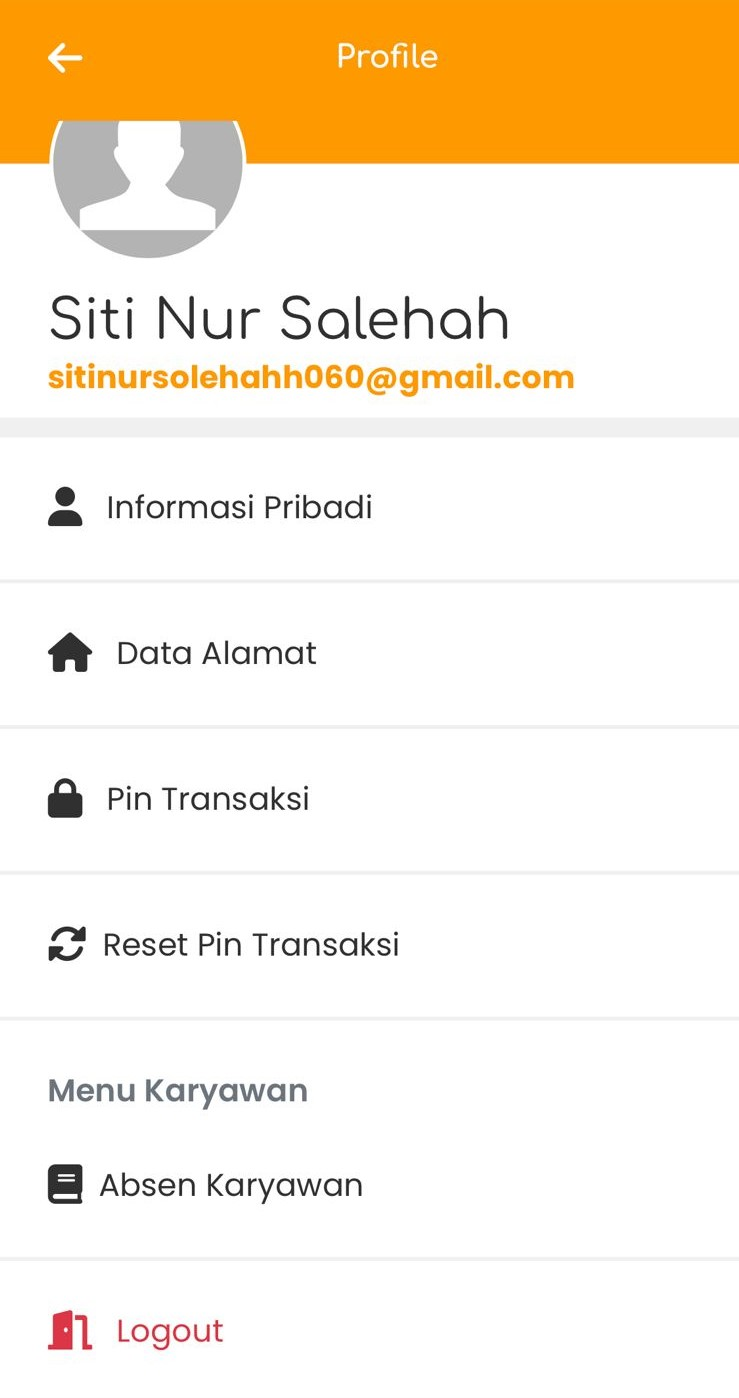 Profile
Siti Nur Salehah
sitinursolehahh060@gmail.com
Informasi Pribadi
Data Alamat
Pin Transaksi
Reset Pin Transaksi
Menu Karyawan
Absen Karyawan
Logout